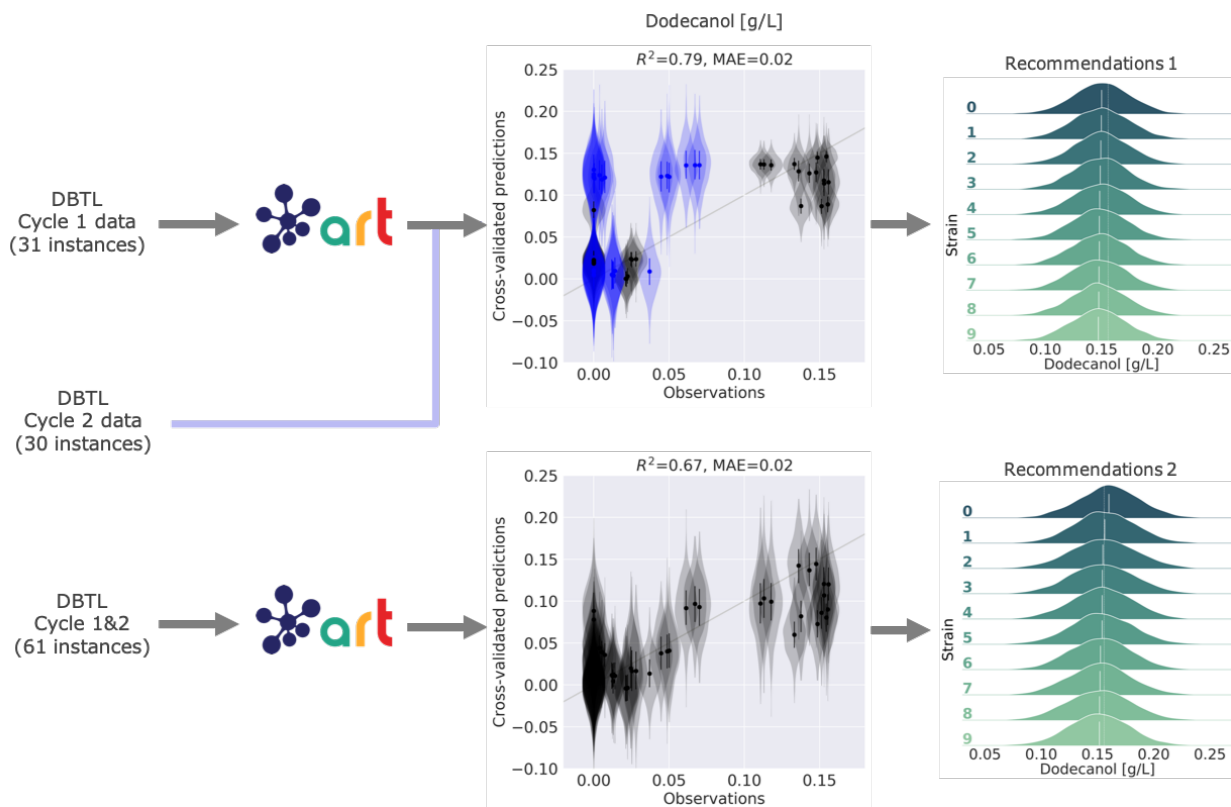 Dodecanol [g/L]
DBTL
Cycle 1 data
(31 instances)
art
R²=0.79, MAE=0.02
Cross-validated predictions
0.25
0.20
0.15
0.10
0.05
0.00
−0.05
−0.10
0.00
0.05
0.10
0.15
Observations
Recommendations 1
Strain
0
1
2
3
4
5
6
7
8
9
0.05
0.10
0.15
0.20
0.25
Dodecanol [g/L]
DBTL
Cycle 2 data
(30 instances)
DBTL
Cycle 1&2
(61 instances)
art
R²=0.67, MAE=0.02
Cross-validated predictions
0.25
0.20
0.15
0.10
0.05
0.00
−0.05
−0.10
0.00
0.05
0.10
0.15
Observations
Recommendations 2
Strain
0
1
2
3
4
5
6
7
8
9
0.05
0.10
0.15
0.20
0.25
Dodecanol [g/L]